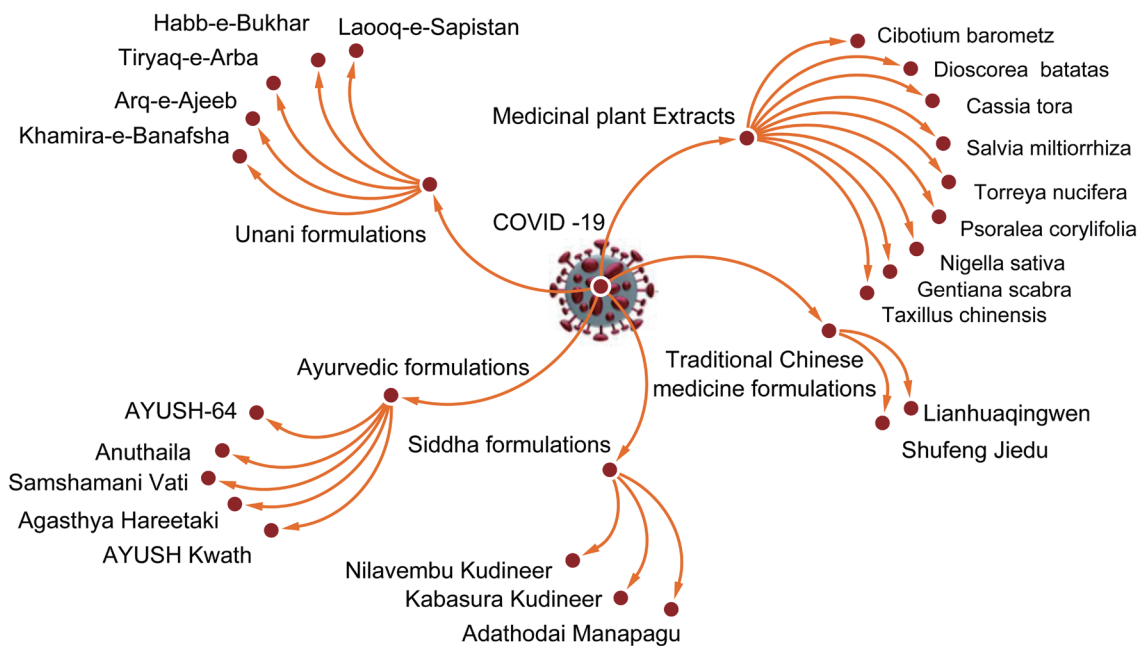 Habb-e-Bukhar
Laooq-e-Sapistan
Tiryaq-e-Arba
Arq-e-Ajeeb
Khamira-e-Banafsha
Unani formulations
Cibotium barometz
Dioscorea batatas
Medicinal plant Extracts
Cassia tora
Salvia miltiorrhiza
Torreya nucifera
Psoralea corylifolia
Nigella sativa
Gentiana scabra
Taxillus chinensis
COVID -19
Traditional Chinese
medicine formulations
Lianhuaqingwen
Shufeng Jiedu
Ayurvedic formulations
AYUSH-64
Anuthaila
Samshamani Vati
Agasthya Hareetaki
AYUSH Kwath
Siddha formulations
Nilavembu Kudineer
Kabasura Kudineer
Adathodai Manapagu